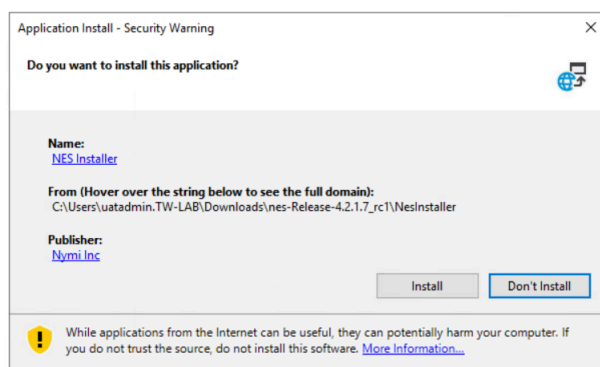 Application Install - Security Warning
Do you want to install this application?
Name:
NES Installer
From (Hover over the string below to see the full domain):
C:\Users\uatadmin.TW-LAB\Downloads\nes-Release-4.2.1.7_rc1\NesInstaller
Publisher:
Nymi Inc
Install
Don't Install
While applications from the Internet can be useful, they can potentially harm your computer. If
you do not trust the source, do not install this software. More Information...